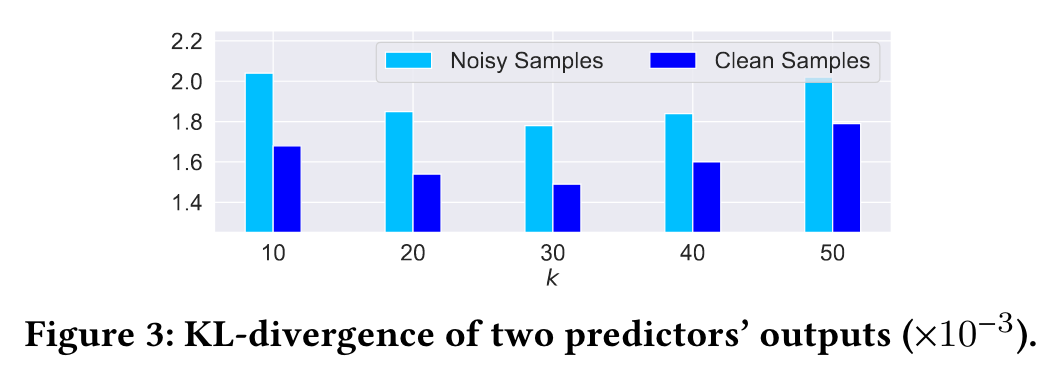 2.2
2.0
1.8
1.6
1.4
Noisy Samples Clean Samples
10 20 30 40 50
k
Figure 3: KL-divergence of two predictors' outputs (×10⁻³).